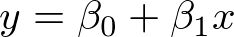 y = β₀ + β₁x